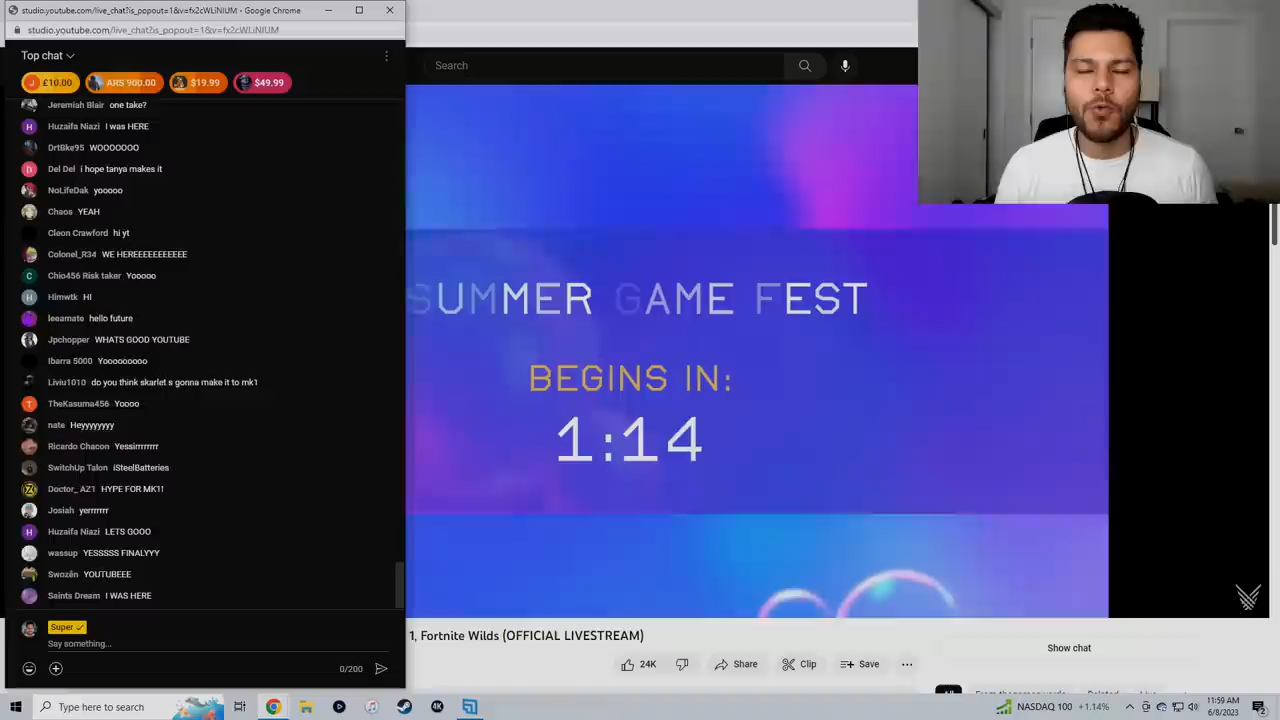 studio.youtube.com/live_chat?is_popout=1&v=fx2cWLiNIUM - Google Chrome
studio.youtube.com/live_chat?is_popout=1&v=fx2cWLiNIUM
Top chat
£10.00 ARS 900.00 $19.99 $49.99
Jeremiah Blair one take?
Huzaifa Niazi I was HERE
DrtBke95 WOOOOOOO
Del Del i hope tanya makes it
NoLifeDak yooooo
Chaos YEAH
Cleon Crawford hi yt
Colonel_R34 WE HEREEEEEEEEEEE
Chio456 Risk taker Yooooo
Himwtk HI
leeamate hello future
Jpchopper WHATS GOOD YOUTUBE
Ibarra 5000 Yooooooooo
Liviu1010 do you think skarlet s gonna make it to mk1
TheKasuma456 Yoooo
nate Heyyyyyyyy
Ricardo Chacon Yessirrrrrrr
SwitchUp Talon iSteelBatteries
Doctor_ AZ1 HYPE FOR MK1!
Josiah yerrrrrrr
Huzaifa Niazi LETS GOOO
wassup YESSSSS FINALYYY
Swozên YOUTUBEEE
Saints Dream I WAS HERE
Super
Say something...
0/200
Search
SUMMER GAME FEST
BEGINS IN:
1:14
1, Fortnite Wilds (OFFICIAL LIVESTREAM)
24K Share Clip Save
Show chat
Type here to search
4K
NASDAQ 100 +1.14%
11:59 AM
6/8/2023